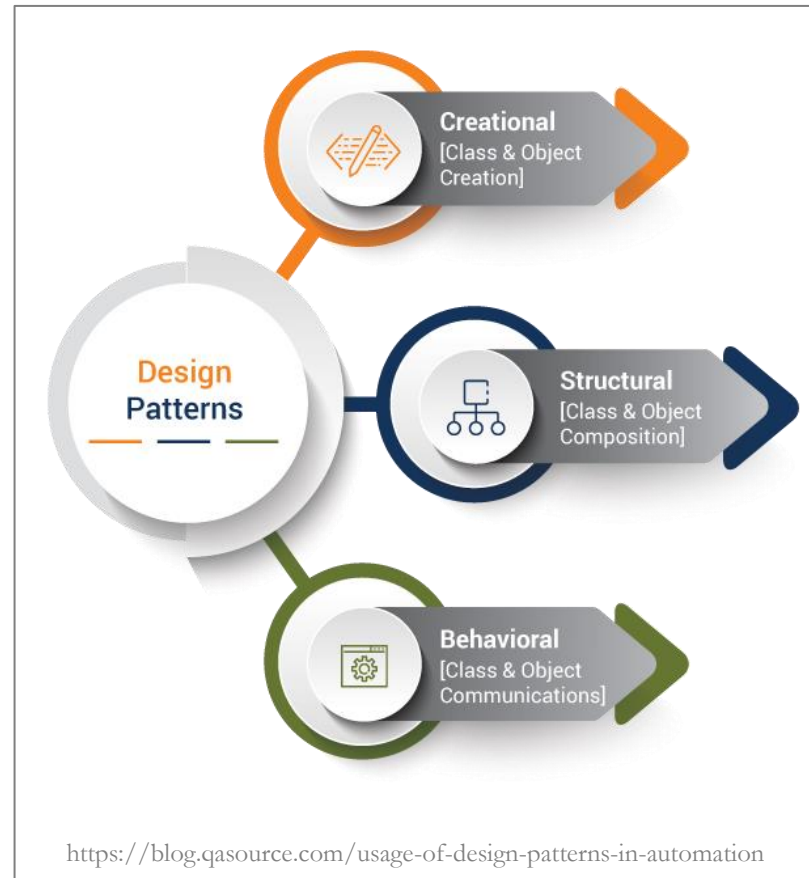 Creational
[Class & Object
Creation]
Design
Patterns
Structural
[Class & Object
Composition]
Behavioral
[Class & Object
Communications]
https://blog.qasource.com/usage-of-design-patterns-in-automation